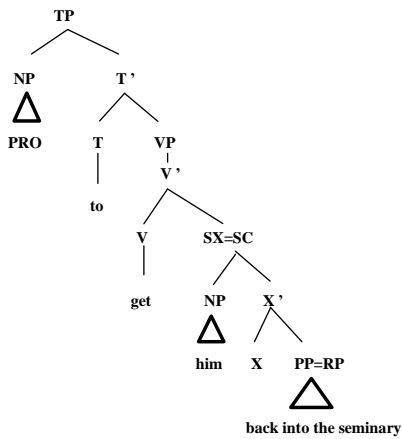 TP
NP T '
PRO T VP
V '
to
V SX=SC
get NP X '
him X PP=RP
back into the seminary